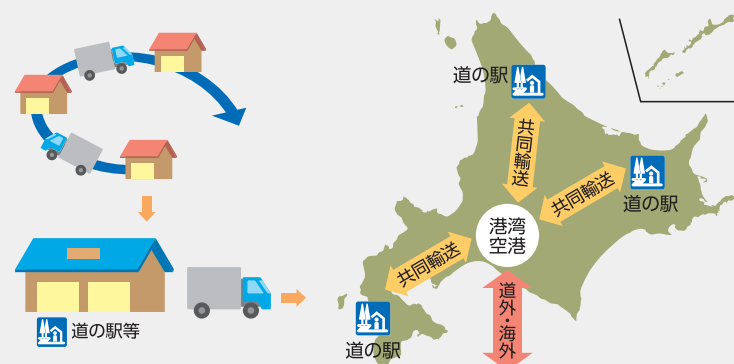 道の駅等
道の駅
共同輸送
共同輸送
道の駅
港湾
空港
共同輸送
道の駅
道外・海外